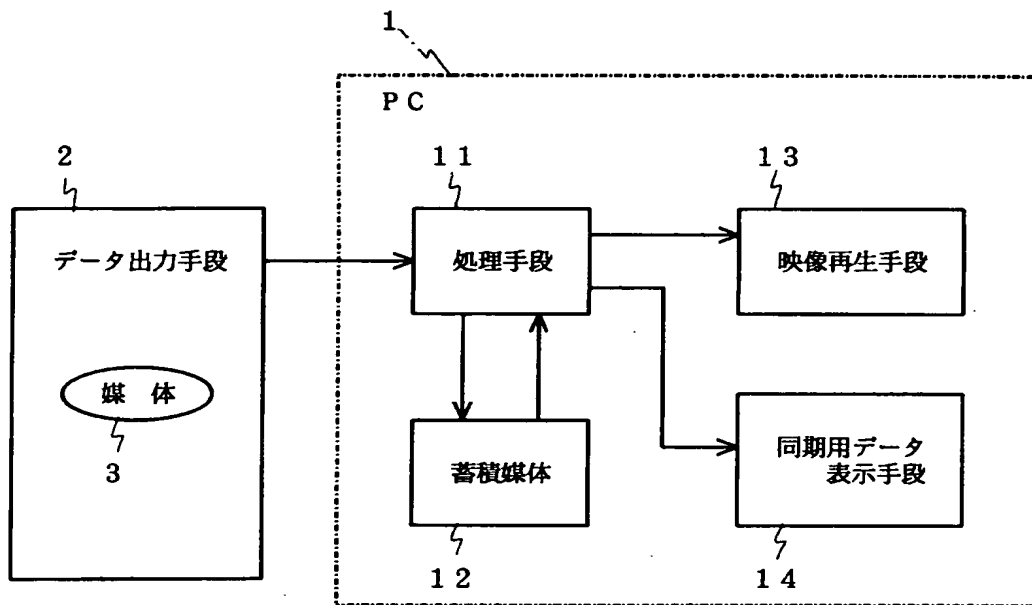 1
PC
2
データ出力手段
媒 体
3
11
処理手段
蓄積媒体
12
13
映像再生手段
同期用データ
表示手段
14